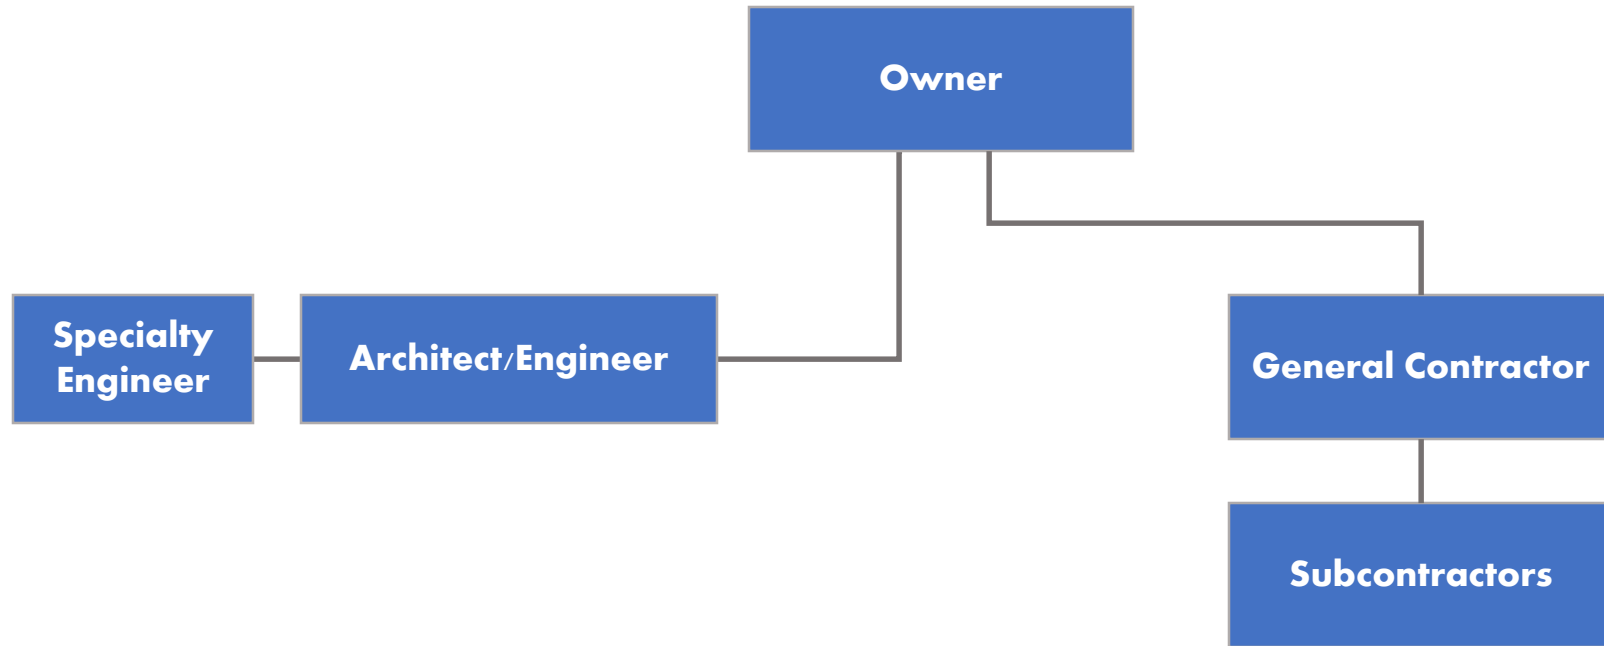 Owner
Specialty
Engineer
Architect/Engineer
General Contractor
Subcontractors